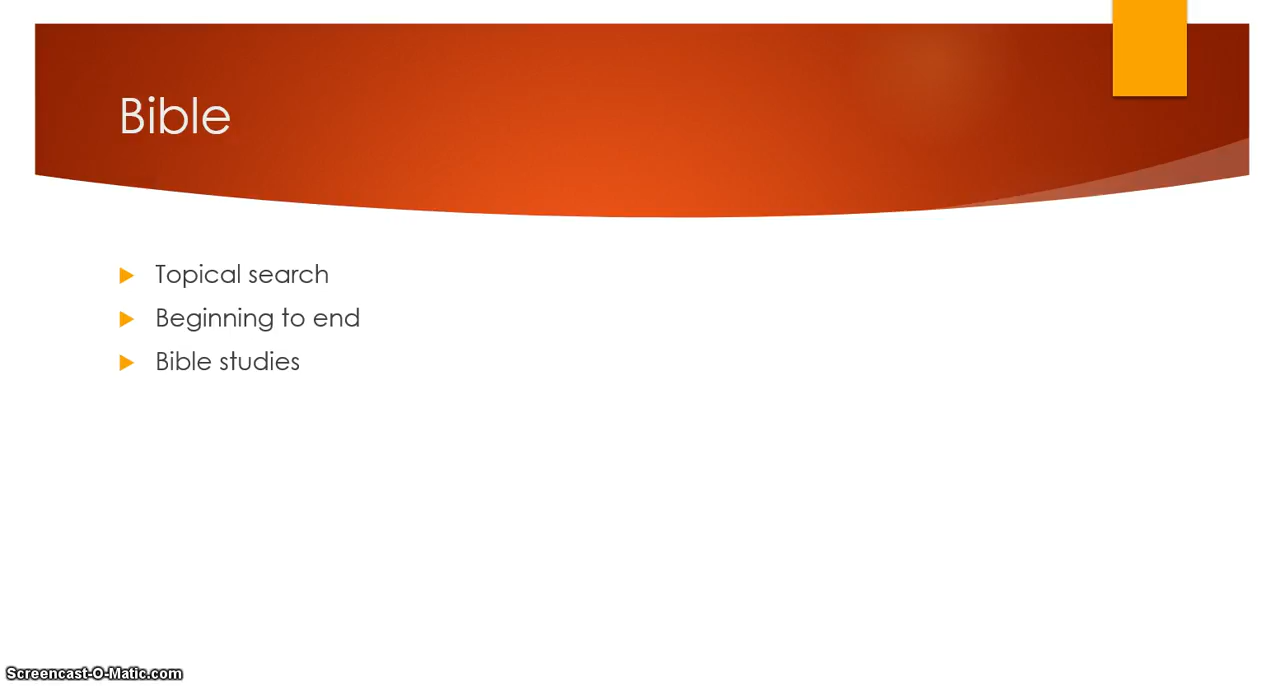 Bible
Topical search
Beginning to end
Bible studies
Screencast-O-Matic.com